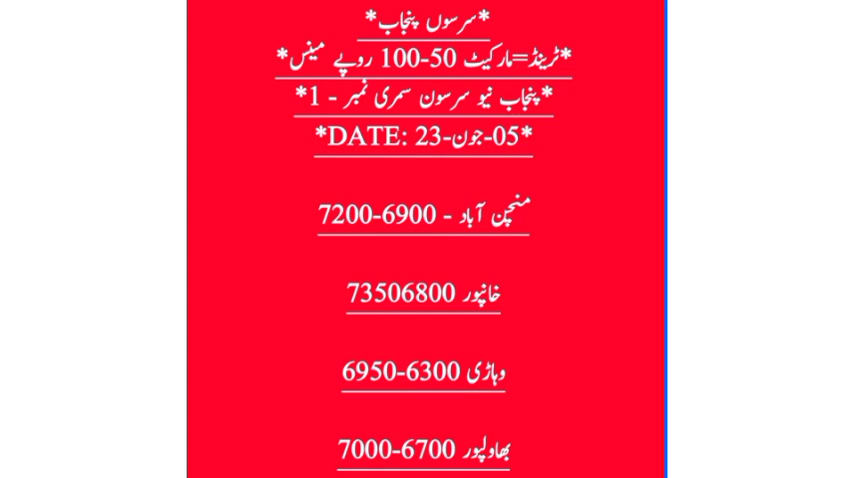 *سرسوں پنجاب*
*ٹرینڈ=مارکیٹ 50-100 روپے مینس*
*پنجاب نیو سرسون سمری نمبر - 1*
*DATE: 23-جون-05*
منچن آباد - 6900-7200
خانپور 73506800
وہاڑی 6300-6950
بھاولپور 6700-7000